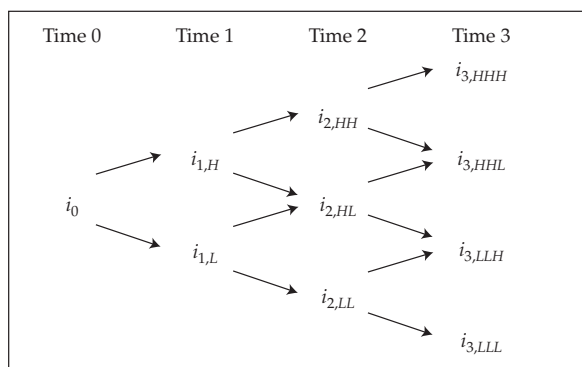 Time 0 Time 1 Time 2 Time 3
i3,HHH
i2,HH
i1,H i3,HHL
i0 i2,HL
i1,L i3,LLH
i2,LL
i3,LLL